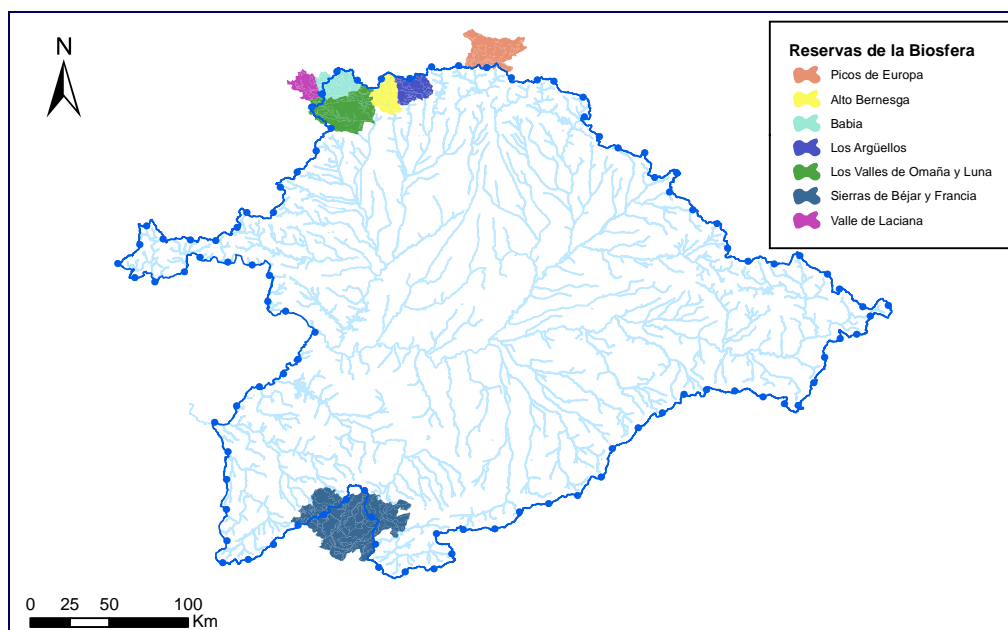 N
Reservas de la Biosfera
Picos de Europa
Alto Bernesga
Babia
Los Argüellos
Los Valles de Omaña y Luna
Sierras de Béjar y Francia
Valle de Laciana
0 25 50 100
Km